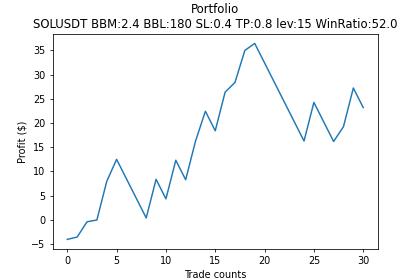 Portfolio
SOLUSDT BBM:2.4 BBL:180 SL:0.4 TP:0.8 lev:15 WinRatio:52.0
35
30
25
20
15
10
5
0
−5
Profit ($)
0 5 10 15 20 25 30
Trade counts